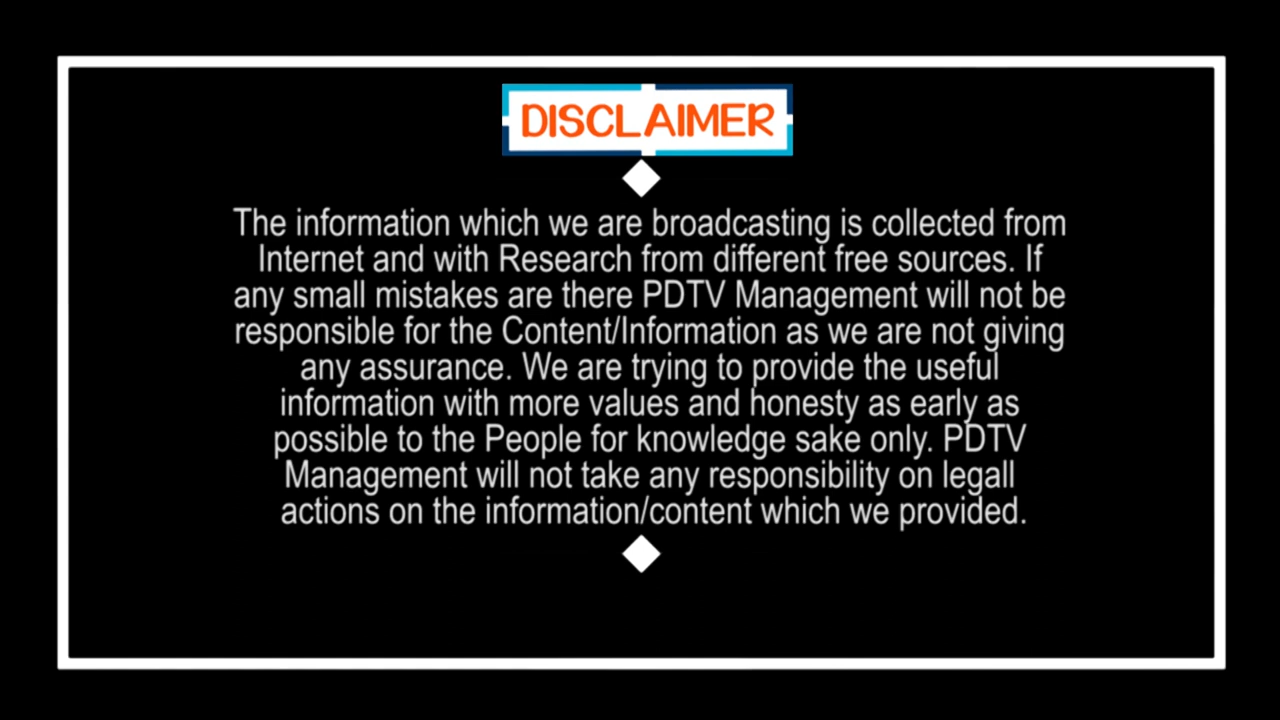 DISCLAIMER
The information which we are broadcasting is collected from
Internet and with Research from different free sources. If
any small mistakes are there PDTV Management will not be
responsible for the Content/Information as we are not giving
any assurance. We are trying to provide the useful
information with more values and honesty as early as
possible to the People for knowledge sake only. PDTV
Management will not take any responsibility on legall
actions on the information/content which we provided.